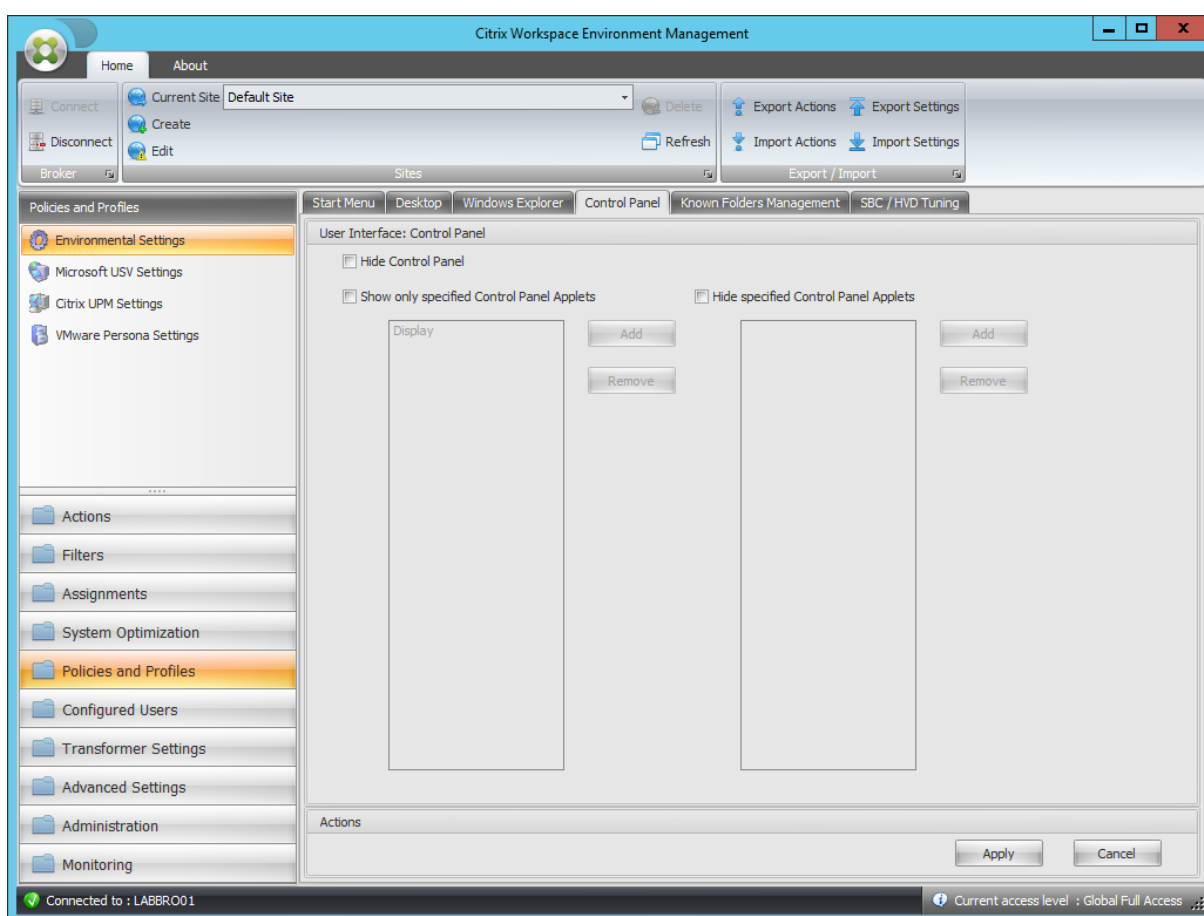 Citrix Workspace Environment Management
Home About
Connect
Disconnect
Broker
Current Site Default Site
Create
Edit
Delete
Refresh
Sites
Export Actions Export Settings
Import Actions Import Settings
Export / Import
Policies and Profiles
Environmental Settings
Microsoft USV Settings
Citrix UPM Settings
VMware Persona Settings
Actions
Filters
Assignments
System Optimization
Policies and Profiles
Configured Users
Transformer Settings
Advanced Settings
Administration
Monitoring
Start Menu Desktop Windows Explorer Control Panel Known Folders Management SBC / HVD Tuning
User Interface: Control Panel
Hide Control Panel
Show only specified Control Panel Applets
Hide specified Control Panel Applets
Display
Add
Remove
Add
Remove
Actions
Apply Cancel
Connected to : LABBRO01
Current access level : Global Full Access